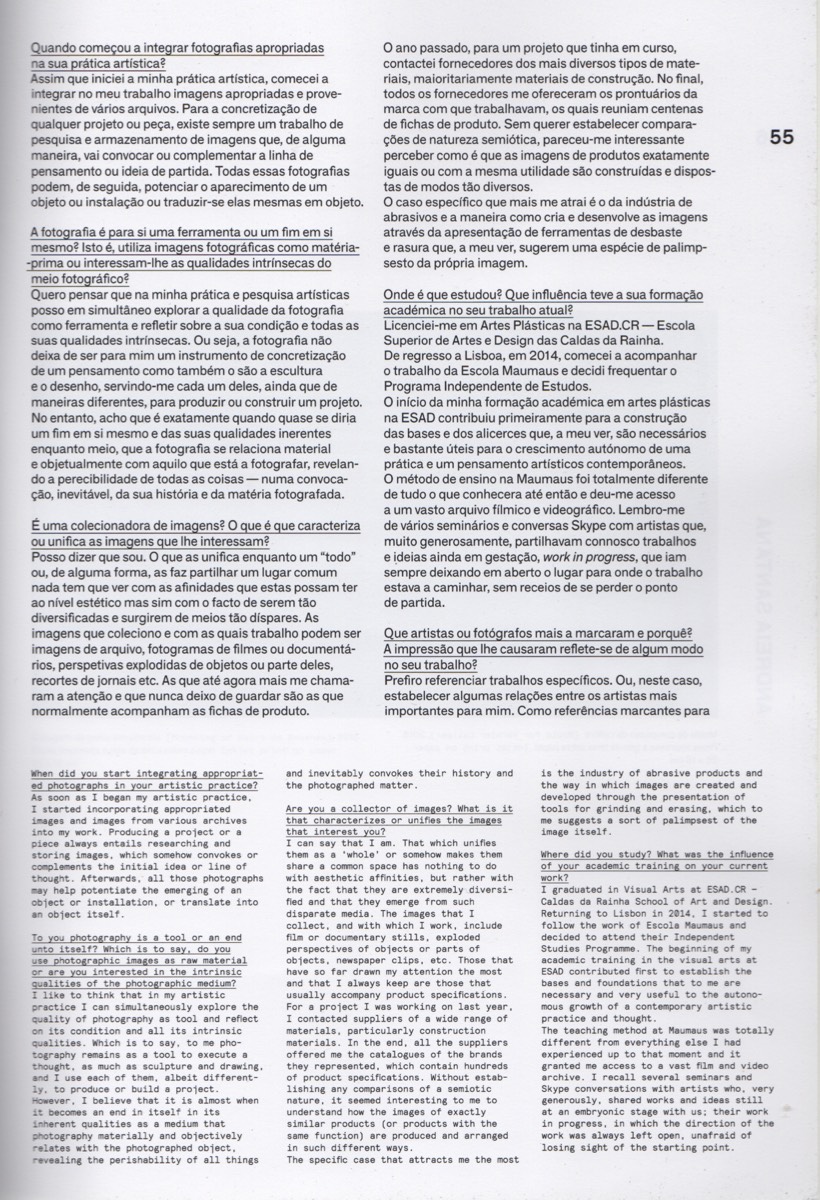 Quando começou a integrar fotografias apropriadas
na sua prática artística?
Assim que iniciei a minha prática artística, comecei a
integrar no meu trabalho imagens apropriadas e prove-
nientes de vários arquivos. Para a concretização de
qualquer projeto ou peça, existe sempre um trabalho de
pesquisa e armazenamento de imagens que, de alguma
maneira, vai convocar ou complementar a linha de
pensamento ou ideia de partida. Todas essas fotografias
podem, de seguida, potenciar o aparecimento de um
objeto ou instalação ou traduzir-se elas mesmas em objeto.
A fotografia é para si uma ferramenta ou um fim em si
mesmo? Isto é, utiliza imagens fotográficas como matéria-
-prima ou interessam-lhe as qualidades intrínsecas do
meio fotográfico?
Quero pensar que na minha prática e pesquisa artísticas
posso em simultâneo explorar a qualidade da fotografia
como ferramenta e refletir sobre a sua condição e todas as
suas qualidades intrínsecas. Ou seja, a fotografia não
deixa de ser para mim um instrumento de concretização
de um pensamento como também o são a escultura
e o desenho, servindo-me cada um deles, ainda que de
maneiras diferentes, para produzir ou construir um projeto.
No entanto, acho que é exatamente quando quase se diria
um fim em si mesmo e das suas qualidades inerentes
enquanto meio, que a fotografia se relaciona material
e objetualmente com aquilo que está a fotografar, revelan-
do a perecibilidade de todas as coisas — numa convoca-
ção, inevitável, da sua história e da matéria fotografada.
É uma colecionadora de imagens? O que é que caracteriza
ou unifica as imagens que lhe interessam?
Posso dizer que sou. O que as unifica enquanto um “todo”
ou, de alguma forma, as faz partilhar um lugar comum
nada tem que ver com as afinidades que estas possam ter
ao nível estético mas sim com o facto de serem tão
diversificadas e surgirem de meios tão díspares. As
imagens que coleciono e com as quais trabalho podem ser
imagens de arquivo, fotogramas de filmes ou documentá-
rios, perspetivas explodidas de objetos ou parte deles,
recortes de jornais etc. As que até agora mais me chama-
ram a atenção e que nunca deixo de guardar são as que
normalmente acompanham as fichas de produto.
O ano passado, para um projeto que tinha em curso,
contactei fornecedores dos mais diversos tipos de mate-
riais, maioritariamente materiais de construção. No final,
todos os fornecedores me ofereceram os prontuários da
marca com que trabalhavam, os quais reuniam centenas
de fichas de produto. Sem querer estabelecer compara-
ções de natureza semiótica, pareceu-me interessante
perceber como é que as imagens de produtos exatamente
iguais ou com a mesma utilidade são construídas e dispos-
tas de modos tão diversos.
O caso específico que mais me atrai é o da indústria de
abrasivos e a maneira como cria e desenvolve as imagens
através da apresentação de ferramentas de desbaste
e rasura que, a meu ver, sugerem uma espécie de palimp-
sesto da própria imagem.
Onde é que estudou? Que influência teve a sua formação
académica no seu trabalho atual?
Licenciei-me em Artes Plásticas na ESAD.CR — Escola
Superior de Artes e Design das Caldas da Rainha.
De regresso a Lisboa, em 2014, comecei a acompanhar
o trabalho da Escola Maumaus e decidi frequentar o
Programa Independente de Estudos.
O início da minha formação académica em artes plásticas
na ESAD contribuiu primeiramente para a construção
das bases e dos alicerces que, a meu ver, são necessários
e bastante úteis para o crescimento autónomo de uma
prática e um pensamento artísticos contemporâneos.
O método de ensino na Maumaus foi totalmente diferente
de tudo o que conhecera até então e deu-me acesso
a um vasto arquivo fílmico e videográfico. Lembro-me
de vários seminários e conversas Skype com artistas que,
muito generosamente, partilhavam connosco trabalhos
e ideias ainda em gestação, work in progress, que iam
sempre deixando em aberto o lugar para onde o trabalho
estava a caminhar, sem receios de se perder o ponto
de partida.
Que artistas ou fotógrafos mais a marcaram e porquê?
A impressão que lhe causaram reflete-se de algum modo
no seu trabalho?
Prefiro referenciar trabalhos específicos. Ou, neste caso,
estabelecer algumas relações entre os artistas mais
importantes para mim. Como referências marcantes para
55
When did you start integrating appropriat-
ed photographs in your artistic practice?
As soon as I began my artistic practice,
I started incorporating appropriated
images and images from various archives
into my work. Producing a project or a
piece always entails researching and
storing images, which somehow convokes or
complements the initial idea or line of
thought. Afterwards, all those photographs
may help potentiate the emerging of an
object or installation, or translate into
an object itself.
To you photography is a tool or an end
unto itself? Which is to say, do you
use photographic images as raw material
or are you interested in the intrinsic
qualities of the photographic medium?
I like to think that in my artistic
practice I can simultaneously explore the
quality of photography as tool and reflect
on its condition and all its intrinsic
qualities. Which is to say, to me pho-
tography remains as a tool to execute a
thought, as much as sculpture and drawing,
and I use each of them, albeit different-
ly, to produce or build a project.
However, I believe that it is almost when
it becomes an end in itself in its
inherent qualities as a medium that
photography materially and objectively
relates with the photographed object,
revealing the perishability of all things
and inevitably convokes their history and
the photographed matter.
Are you a collector of images? What is it
that characterizes or unifies the images
that interest you?
I can say that I am. That which unifies
them as a 'whole' or somehow makes them
share a common space has nothing to do
with aesthetic affinities, but rather with
the fact that they are extremely diversi-
fied and that they emerge from such
disparate media. The images that I
collect, and with which I work, include
film or documentary stills, exploded
perspectives of objects or parts of
objects, newspaper clips, etc. Those that
have so far drawn my attention the most
and that I always keep are those that
usually accompany product specifications.
For a project I was working on last year,
I contacted suppliers of a wide range of
materials, particularly construction
materials. In the end, all the suppliers
offered me the catalogues of the brands
they represented, which contain hundreds
of product specifications. Without estab-
lishing any comparisons of a semiotic
nature, it seemed interesting to me to
understand how the images of exactly
similar products (or products with the
same function) are produced and arranged
in such different ways.
The specific case that attracts me the most
is the industry of abrasive products and
the way in which images are created and
developed through the presentation of
tools for grinding and erasing, which to
me suggests a sort of palimpsest of the
image itself.
Where did you study? What was the influence
of your academic training on your current
work?
I graduated in Visual Arts at ESAD.CR –
Caldas da Rainha School of Art and Design.
Returning to Lisbon in 2014, I started to
follow the work of Escola Maumaus and
decided to attend their Independent
Studies Programme. The beginning of my
academic training in the visual arts at
ESAD contributed first to establish the
bases and foundations that to me are
necessary and very useful to the autono-
mous growth of a contemporary artistic
practice and thought.
The teaching method at Maumaus was totally
different from everything else I had
experienced up to that moment and it
granted me access to a vast film and video
archive. I recall several seminars and
Skype conversations with artists who, very
generously, shared works and ideas still
at an embryonic stage with us; their work
in progress, in which the direction of the
work was always left open, unafraid of
losing sight of the starting point.